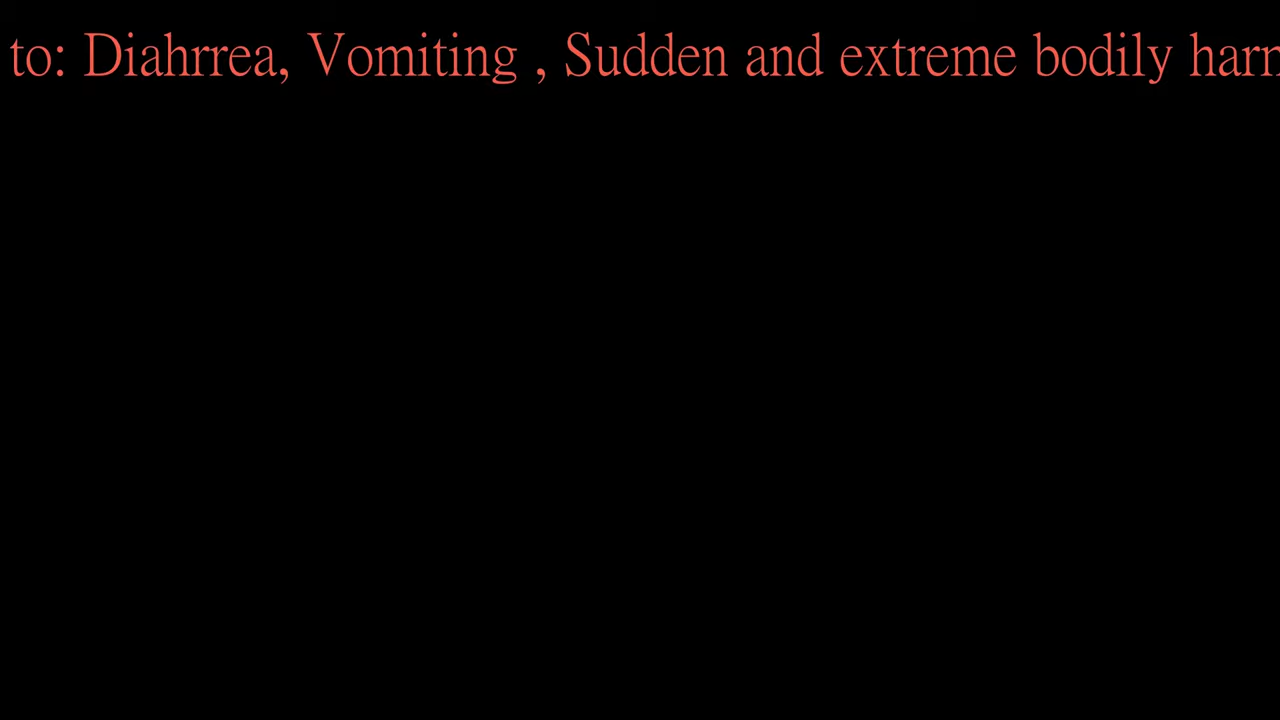 to: Diahrrea, Vomiting , Sudden and extreme bodily